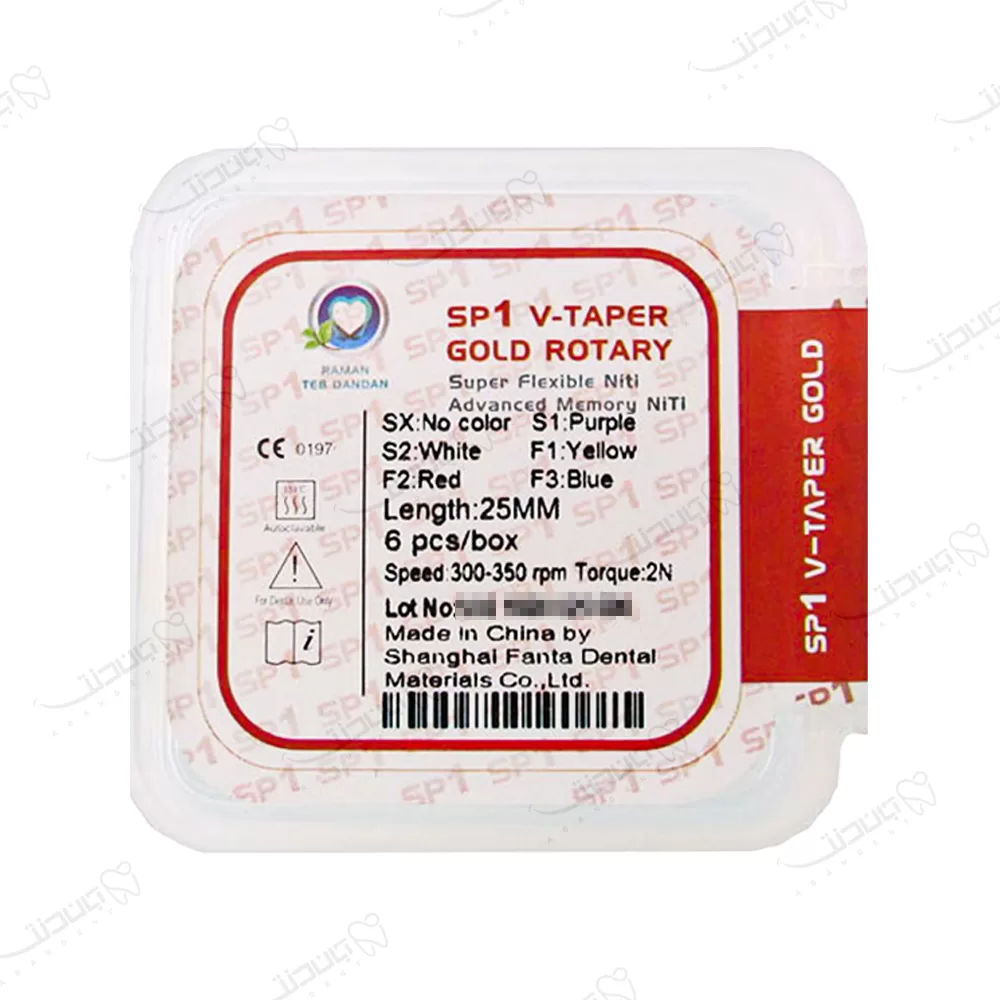 SP1 V-TAPER
GOLD ROTARY
Super Flexible Niti
Advanced Memory NiTi
RAMAN
TEB DANDAN
SX:No color S1:Purple
S2:White F1:Yellow
F2:Red F3:Blue
Length:25MM
6 pcs/box
Speed:300-350 rpm Torque:2N
Lot No:
Made in China by
Shanghai Fanta Dental
Materials Co.,Ltd.
CE 0197
Autoclavable
For Dental Use Only
i
SP1 V-TAPER GOLD
SP1